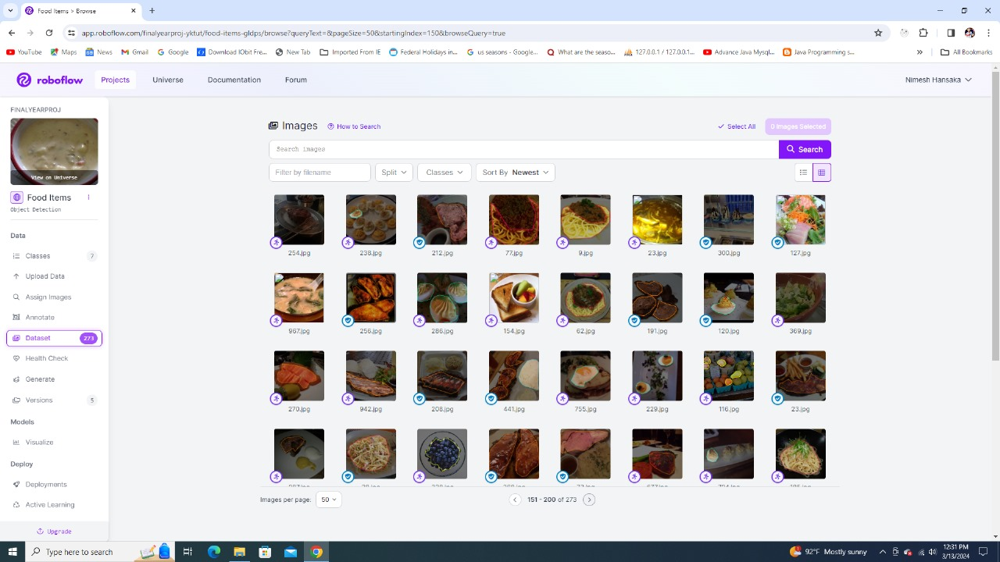 Food Items > Browse
app.roboflow.com/finalyearproj-yktut/food-items-gldps/browse?queryText=&pageSize=50&startingIndex=150&browseQuery=true
YouTube
Maps
News
Gmail
Google
Download IObit Fre...
New Tab
Imported From IE
Federal Holidays in...
us seasons - Google...
What are the seaso...
127.0.0.1 / 127.0.0.1...
Advance Java Mysql...
Java Programming s...
»
All Bookmarks
roboflow
Projects
Universe
Documentation
Forum
Nimesh Hansaka
FINALYEARPROJ
View on Universe
Food Items
Object Detection
Data
Classes 7
Upload Data
Assign Images
Annotate
Dataset 273
Health Check
Generate
Versions 5
Models
Visualize
Deploy
Deployments
Active Learning
Upgrade
Images
How to Search
Select All
0 Images Selected
Search images
Search
Filter by filename
Split
Classes
Sort By Newest
254.jpg 238.jpg 212.jpg 77.jpg 9.jpg 23.jpg 300.jpg 127.jpg
967.jpg 256.jpg 286.jpg 154.jpg 62.jpg 191.jpg 120.jpg 369.jpg
270.jpg 942.jpg 208.jpg 441.jpg 755.jpg 229.jpg 116.jpg 23.jpg
Images per page: 50
151 - 200 of 273
Type here to search
92°F Mostly sunny
12:31 PM
3/13/2024